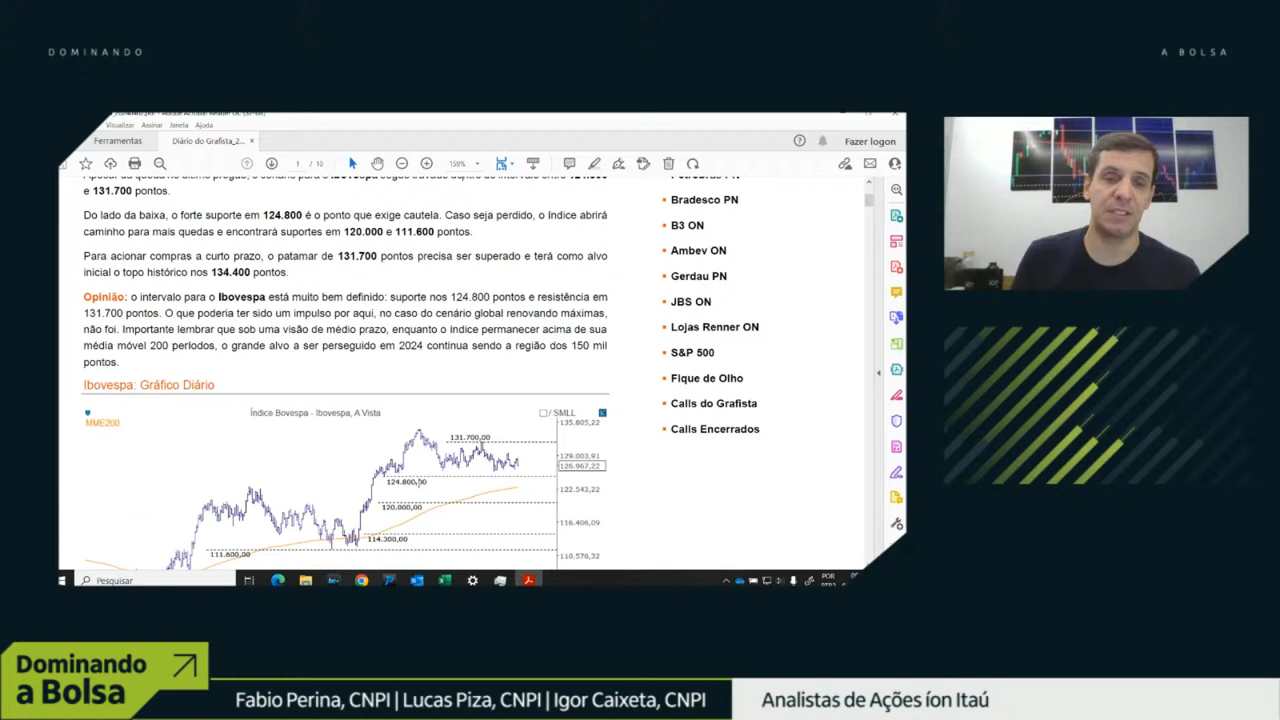 DOMINANDO
A BOLSA
Visualizar Assinar Janela Ajuda
Ferramentas
Diário do Grafista_2...
Fazer logon
1 / 10
159%
e 131.700 pontos.
Do lado da baixa, o forte suporte em 124.800 é o ponto que exige cautela. Caso seja perdido, o Índice abrirá
caminho para mais quedas e encontrará suportes em 120.000 e 111.600 pontos.
Para acionar compras a curto prazo, o patamar de 131.700 pontos precisa ser superado e terá como alvo
inicial o topo histórico nos 134.400 pontos.
Opinião: o intervalo para o Ibovespa está muito bem definido: suporte nos 124.800 pontos e resistência em
131.700 pontos. O que poderia ter sido um impulso por aqui, no caso do cenário global renovando máximas,
não foi. Importante lembrar que sob uma visão de médio prazo, enquanto o índice permanecer acima de sua
média móvel 200 períodos, o grande alvo a ser perseguido em 2024 continua sendo a região dos 150 mil
pontos.
Bradesco PN
B3 ON
Ambev ON
Gerdau PN
JBS ON
Lojas Renner ON
S&P 500
Fique de Olho
Calls do Grafista
Calls Encerrados
Ibovespa: Gráfico Diário
Índice Bovespa - Ibovespa, A Vista
/ SMLL
MME200
135.805,22
131.700,00
129.003,91
126.967,22
124.800,00
122.543,22
120.000,00
116.406,09
114.300,00
111.600,00
110.576,32
Pesquisar
POR
Dominando
a Bolsa
Fabio Perina, CNPI | Lucas Piza, CNPI | Igor Caixeta, CNPI
Analistas de Ações íon Itaú